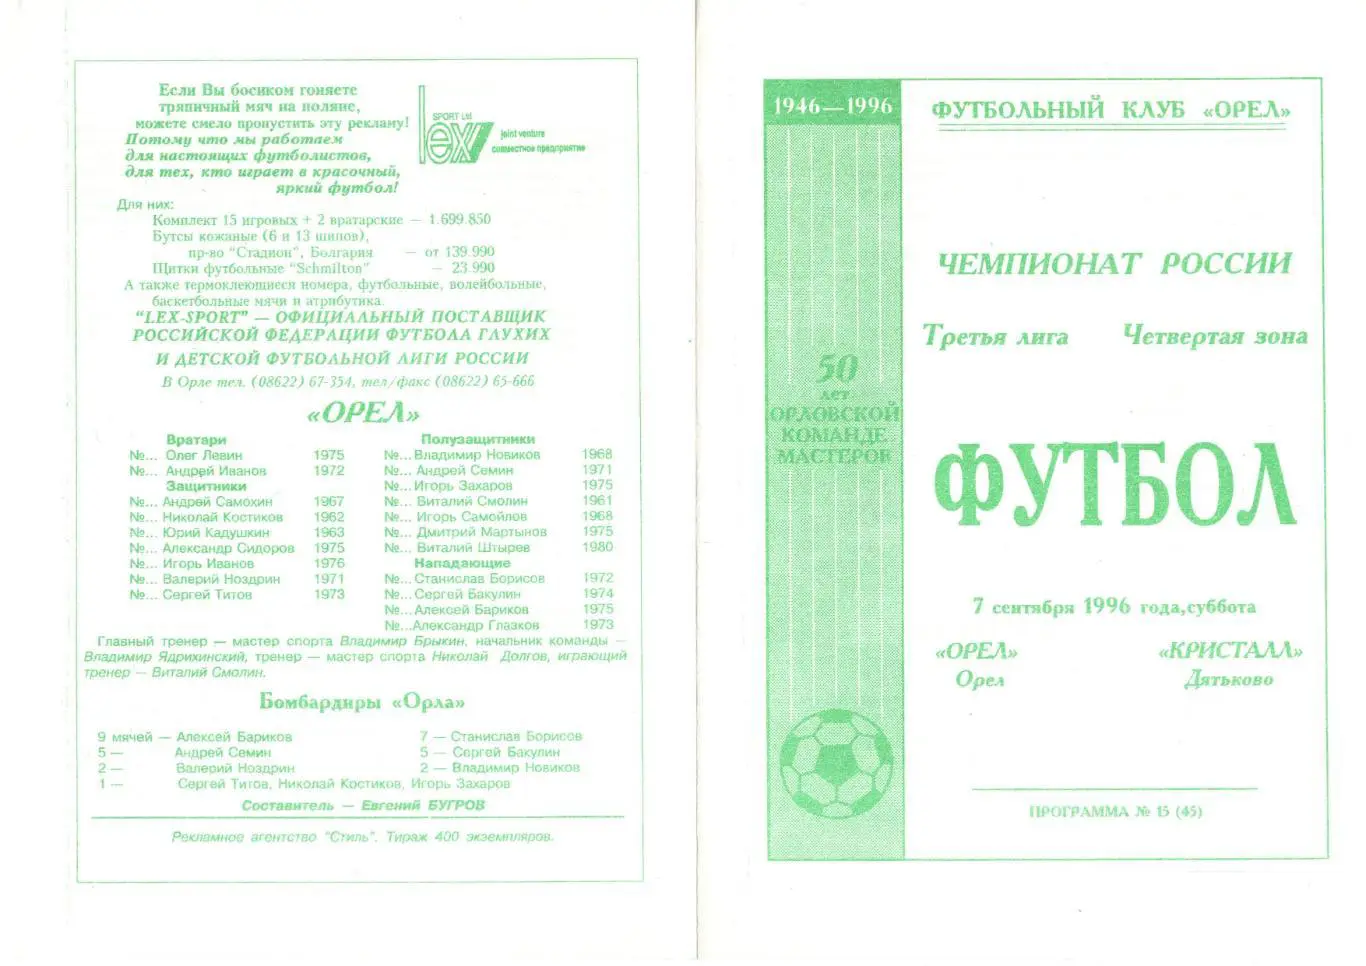 Если Вы босиком гоняете
тряпичный мяч на поляне,
можете смело пропустить эту рекламу!
Потому что мы работаем
для настоящих футболистов,
для тех, кто играет в красочный,
яркий футбол!
SPORT Ltd
lex
joint venture
совместное предприятие
Для них:
Комплект 15 игровых + 2 вратарские — 1.699.850
Бутсы кожаные (6 и 13 шипов),
пр-во "Стадион", Болгария — от 139.990
Щитки футбольные "Schmilton" — 23.990
А также термоклеющиеся номера, футбольные, волейбольные,
баскетбольные мячи и атрибутика.
"LEX-SPORT" — ОФИЦИАЛЬНЫЙ ПОСТАВЩИК
РОССИЙСКОЙ ФЕДЕРАЦИИ ФУТБОЛА ГЛУХИХ
И ДЕТСКОЙ ФУТБОЛЬНОЙ ЛИГИ РОССИИ
В Орле тел. (08622) 67-354, тел/факс (08622) 65-666
«ОРЕЛ»
Вратари
№... Олег Левин 1975
№... Андрей Иванов 1972
Защитники
№... Андрей Самохин 1967
№... Николай Костиков 1962
№... Юрий Кадушкин 1963
№... Александр Сидоров 1975
№... Игорь Иванов 1976
№... Валерий Ноздрин 1971
№... Сергей Титов 1973
Полузащитники
№...Владимир Новиков 1968
№... Андрей Семин 1971
№...Игорь Захаров 1975
№... Виталий Смолин 1961
№... Игорь Самойлов 1968
№... Дмитрий Мартынов 1975
№... Виталий Штырев 1980
Нападающие
№...Станислав Борисов 1972
№... Сергей Бакулин 1974
№...Алексей Бариков 1975
№...Александр Глазков 1973
Главный тренер — мастер спорта Владимир Брыкин, начальник команды —
Владимир Ядрихинский, тренер — мастер спорта Николай Долгов, играющий
тренер — Виталий Смолин.
Бомбардиры «Орла»
9 мячей — Алексей Бариков 7 — Станислав Борисов
5 — Андрей Семин 5 — Сергей Бакулин
2 — Валерий Ноздрин 2 — Владимир Новиков
1 — Сергей Титов, Николай Костиков, Игорь Захаров
Составитель — Евгений БУГРОВ
Рекламное агентство "Стиль". Тираж 400 экземпляров.
1946—1996
50
лет
ОРЛОВСКОЙ
КОМАНДЕ
МАСТЕРОВ
ФУТБОЛЬНЫЙ КЛУБ «ОРЕЛ»
ЧЕМПИОНАТ РОССИИ
Третья лига Четвертая зона
ФУТБОЛ
7 сентября 1996 года,суббота
«ОРЕЛ» «КРИСТАЛЛ»
Орел Дятьково
ПРОГРАММА № 15 (45)